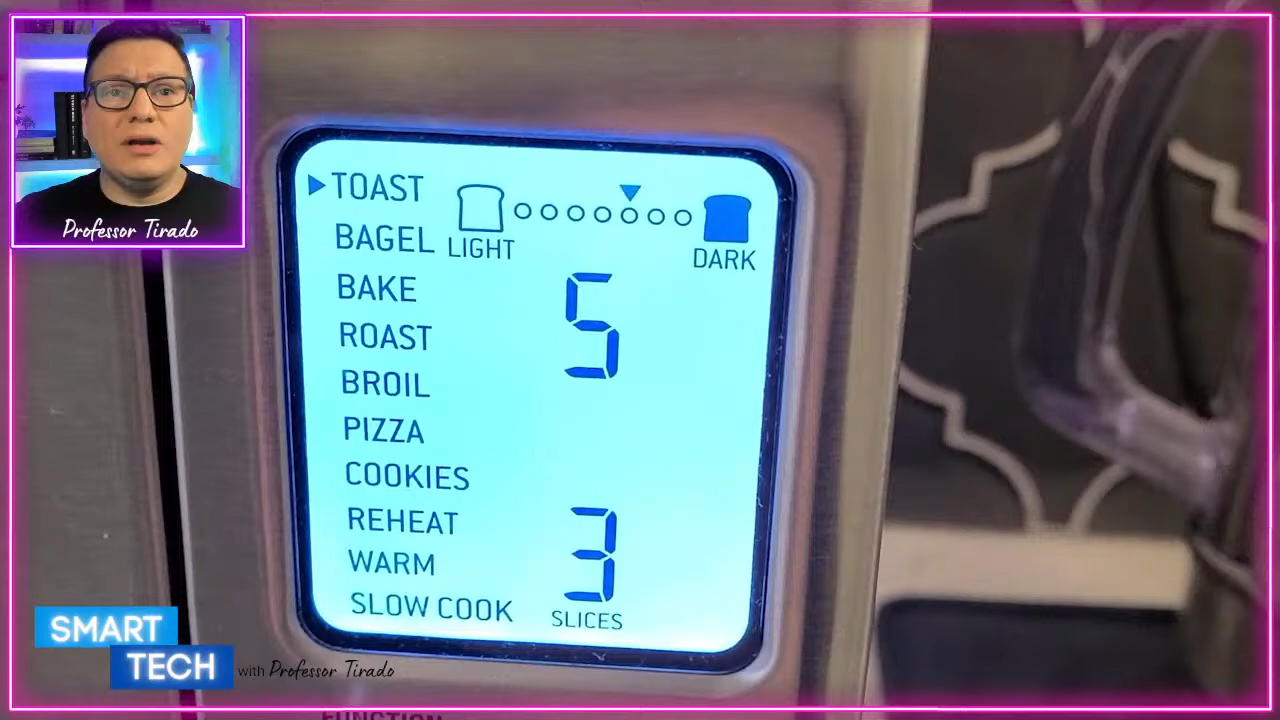 Professor Tirado
TOAST
BAGEL
BAKE
ROAST
BROIL
PIZZA
COOKIES
REHEAT
WARM
SLOW COOK
LIGHT
DARK
5
3
SLICES
SMART
TECH
with Professor Tirado
FUNCTION